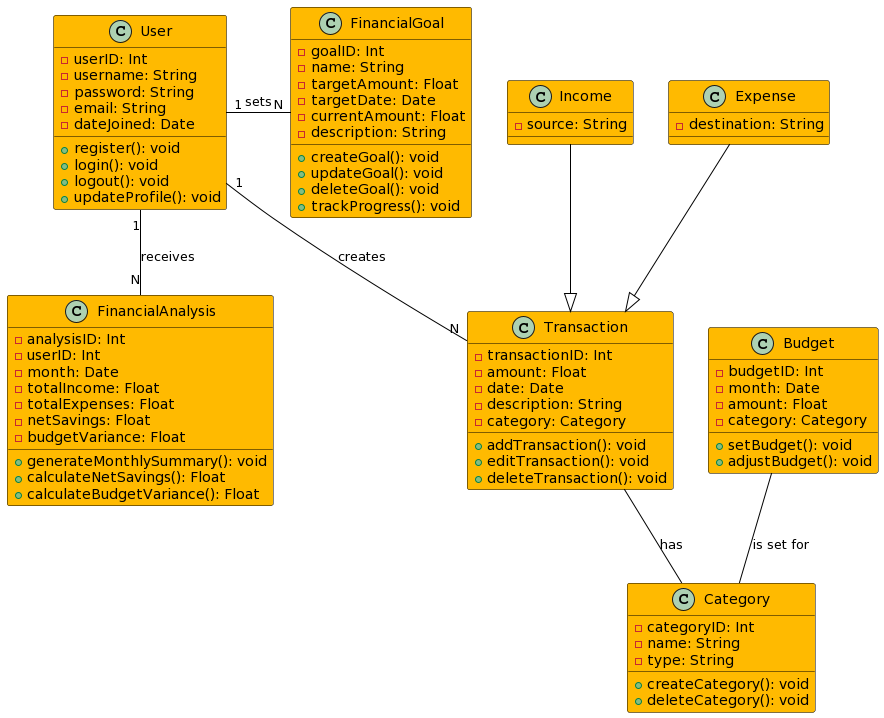 C User
userID: Int
username: String
password: String
email: String
dateJoined: Date
register(): void
login(): void
logout(): void
updateProfile(): void
1 sets N
C FinancialGoal
goalID: Int
name: String
targetAmount: Float
targetDate: Date
currentAmount: Float
description: String
createGoal(): void
updateGoal(): void
deleteGoal(): void
trackProgress(): void
C Income
source: String
C Expense
destination: String
1
receives
N
1
creates
N
C FinancialAnalysis
analysisID: Int
userID: Int
month: Date
totalIncome: Float
totalExpenses: Float
netSavings: Float
budgetVariance: Float
generateMonthlySummary(): void
calculateNetSavings(): Float
calculateBudgetVariance(): Float
C Transaction
transactionID: Int
amount: Float
date: Date
description: String
category: Category
addTransaction(): void
editTransaction(): void
deleteTransaction(): void
C Budget
budgetID: Int
month: Date
amount: Float
category: Category
setBudget(): void
adjustBudget(): void
has
is set for
C Category
categoryID: Int
name: String
type: String
createCategory(): void
deleteCategory(): void